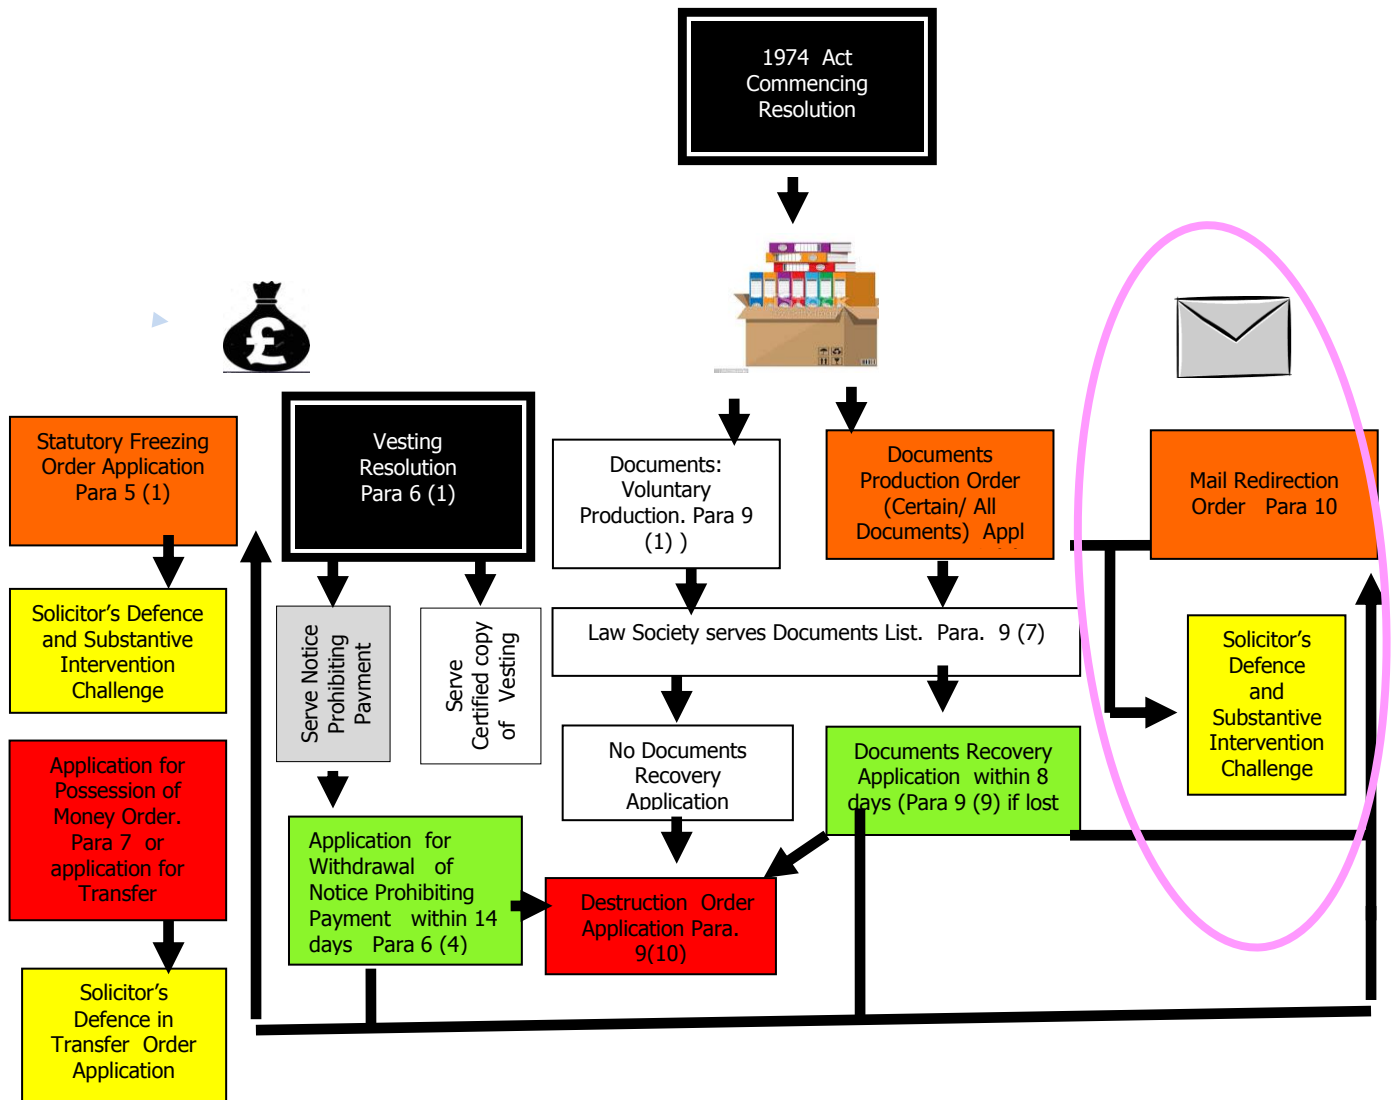 1974 Act
Commencing
Resolution
£
Statutory Freezing
Order Application
Para 5 (1)
Vesting
Resolution
Para 6 (1)
Documents:
Voluntary
Production. Para 9
(1) )
Documents
Production Order
(Certain/ All
Documents) Appl
Mail Redirection
Order Para 10
Solicitor’s Defence
and Substantive
Intervention
Challenge
Serve Notice
Prohibiting
Payment
Serve
Certified copy
of Vesting
Law Society serves Documents List. Para. 9 (7)
Solicitor’s
Defence
and
Substantive
Intervention
Challenge
Application for
Possession of
Money Order.
Para 7 or
application for
Transfer
No Documents
Recovery
Application
Documents Recovery
Application within 8
days (Para 9 (9) if lost
Application for
Withdrawal of
Notice Prohibiting
Payment within 14
days Para 6 (4)
Destruction Order
Application Para.
9(10)
Solicitor’s
Defence in
Transfer Order
Application